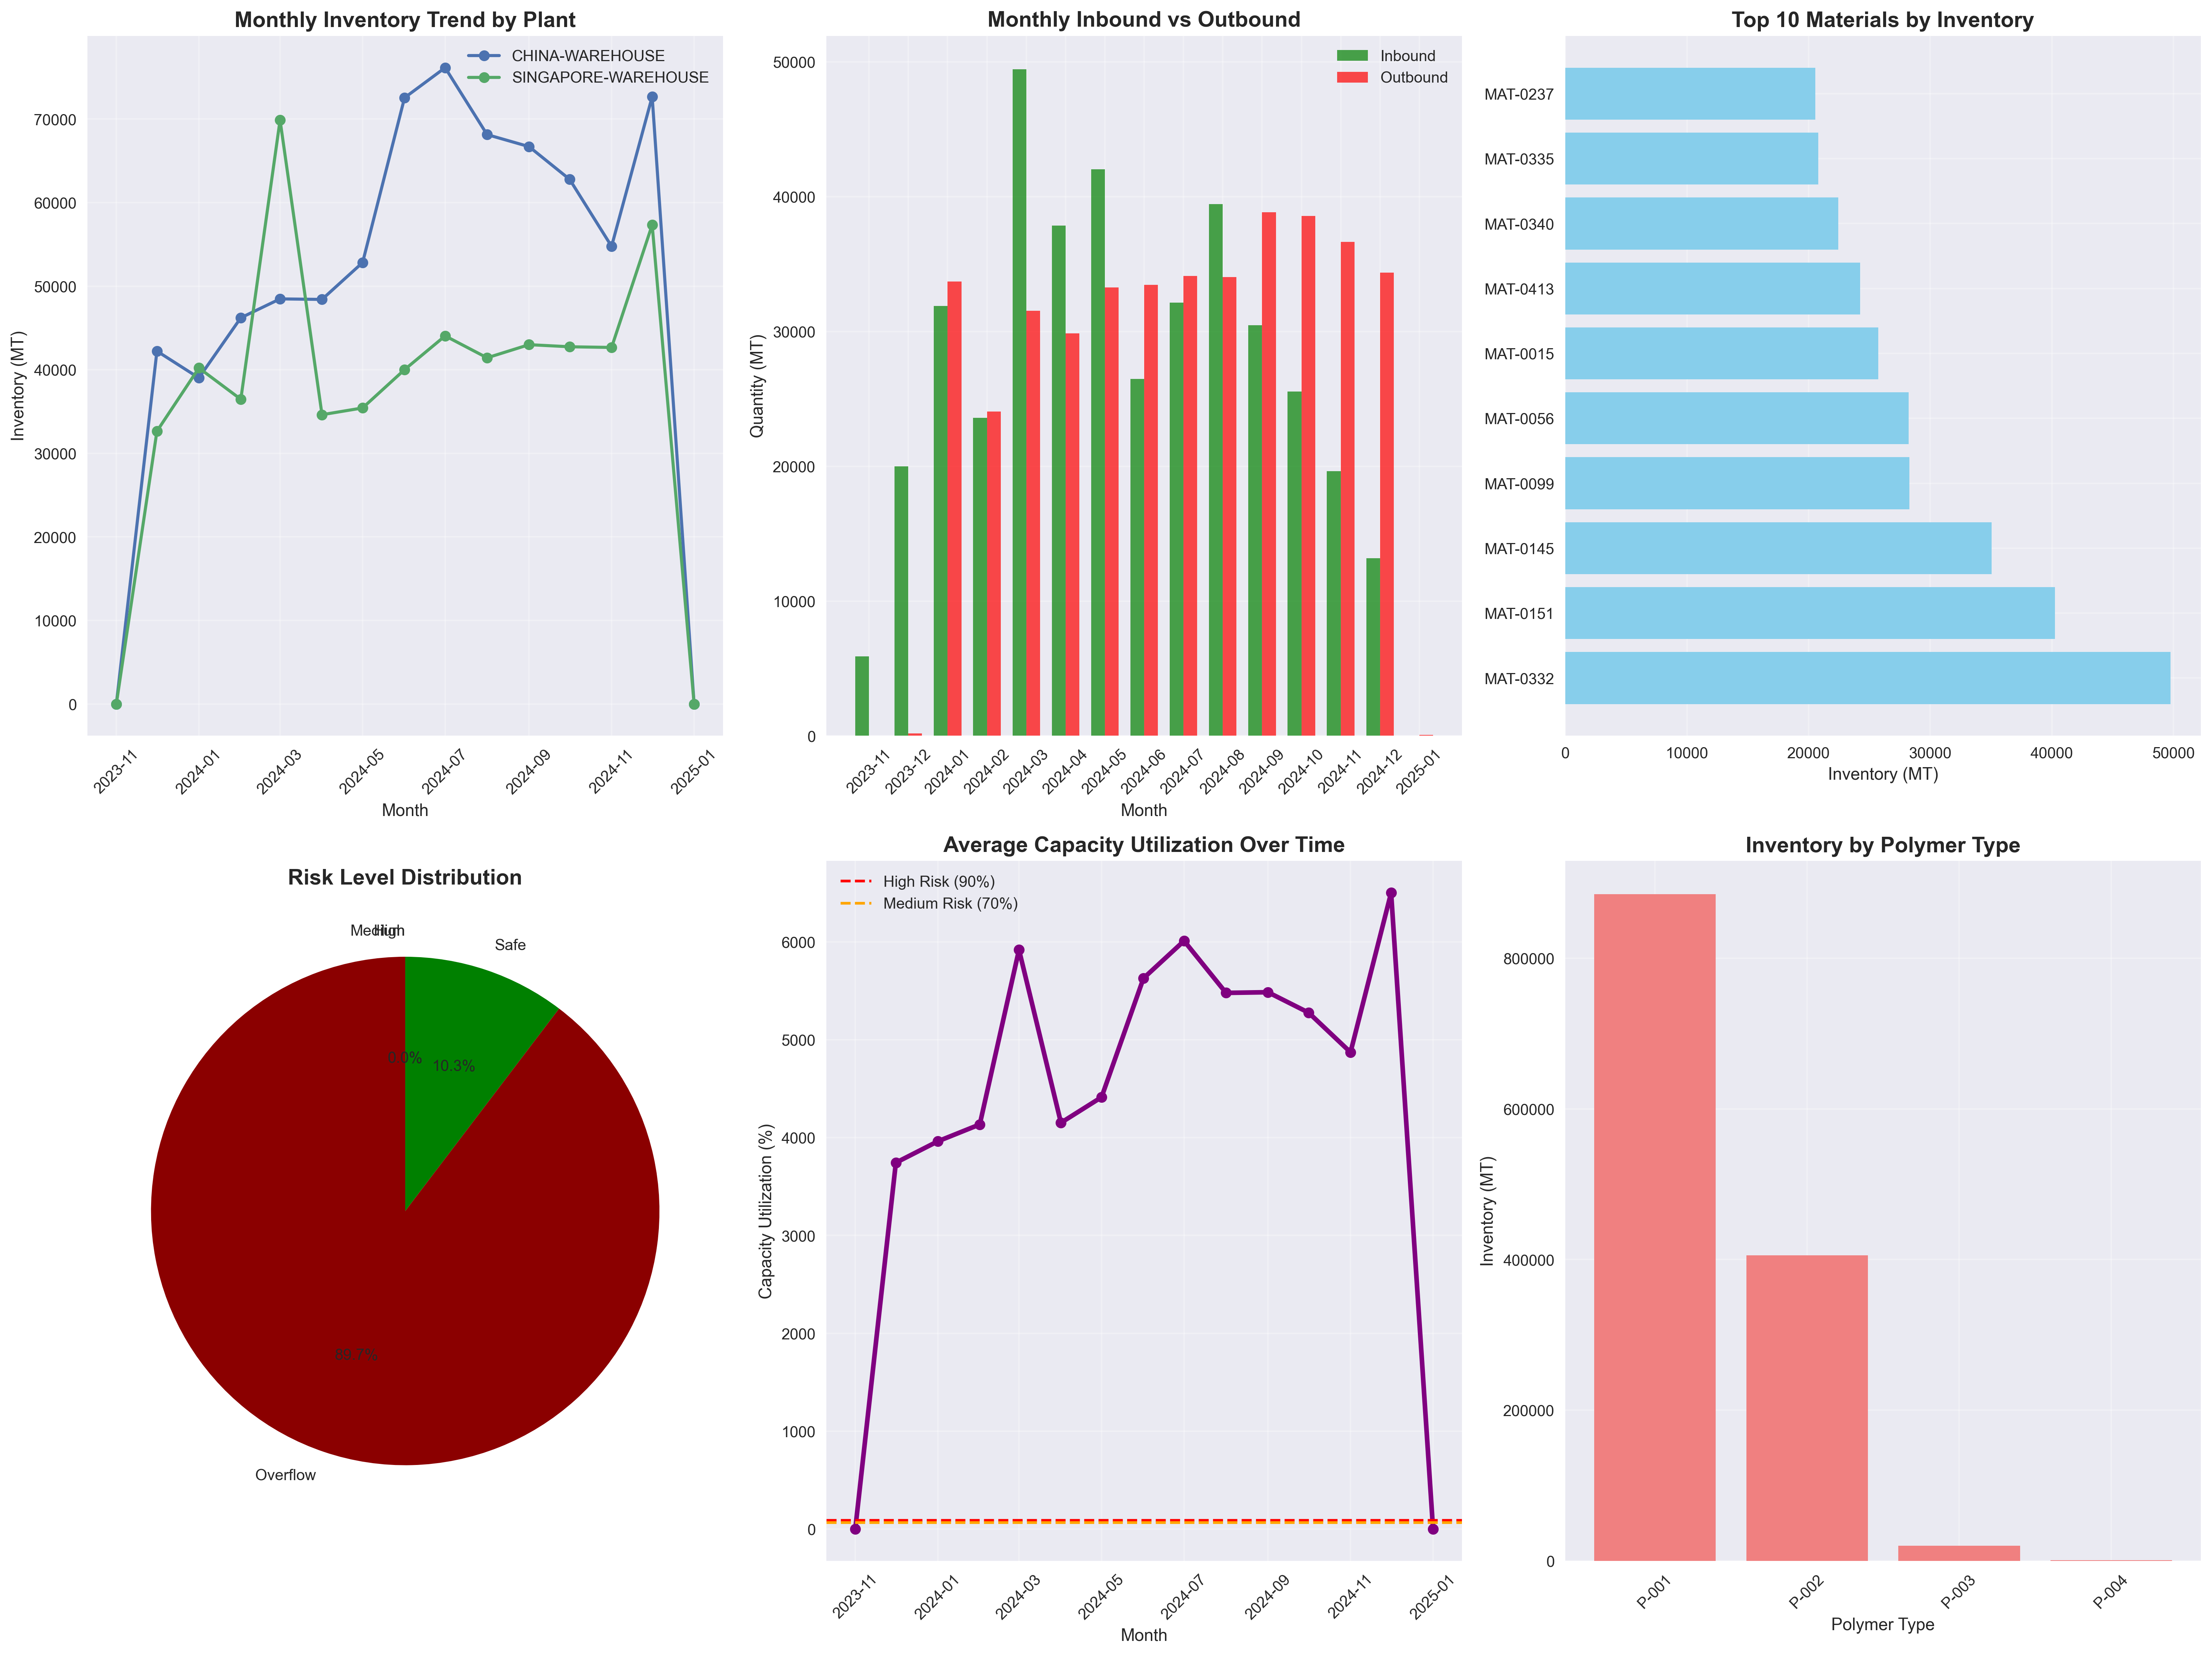 Monthly Inventory Trend by Plant
CHINA-WAREHOUSE
SINGAPORE-WAREHOUSE
Inventory (MT)
70000
60000
50000
40000
30000
20000
10000
0
2023-11
2024-01
2024-03
2024-05
2024-07
2024-09
2024-11
2025-01
Month
Monthly Inbound vs Outbound
Inbound
Outbound
Quantity (MT)
50000
40000
30000
20000
10000
0
2023-11
2023-12
2024-01
2024-02
2024-03
2024-04
2024-05
2024-06
2024-07
2024-08
2024-09
2024-10
2024-11
2024-12
2025-01
Month
Top 10 Materials by Inventory
MAT-0237
MAT-0335
MAT-0340
MAT-0413
MAT-0015
MAT-0056
MAT-0099
MAT-0145
MAT-0151
MAT-0332
0
10000
20000
30000
40000
50000
Inventory (MT)
Risk Level Distribution
Medium
High
Safe
0.0%
10.3%
89.7%
Overflow
Average Capacity Utilization Over Time
High Risk (90%)
Medium Risk (70%)
Capacity Utilization (%)
6000
5000
4000
3000
2000
1000
0
2023-11
2024-01
2024-03
2024-05
2024-07
2024-09
2024-11
2025-01
Month
Inventory by Polymer Type
Inventory (MT)
800000
600000
400000
200000
0
P-001
P-002
P-003
P-004
Polymer Type